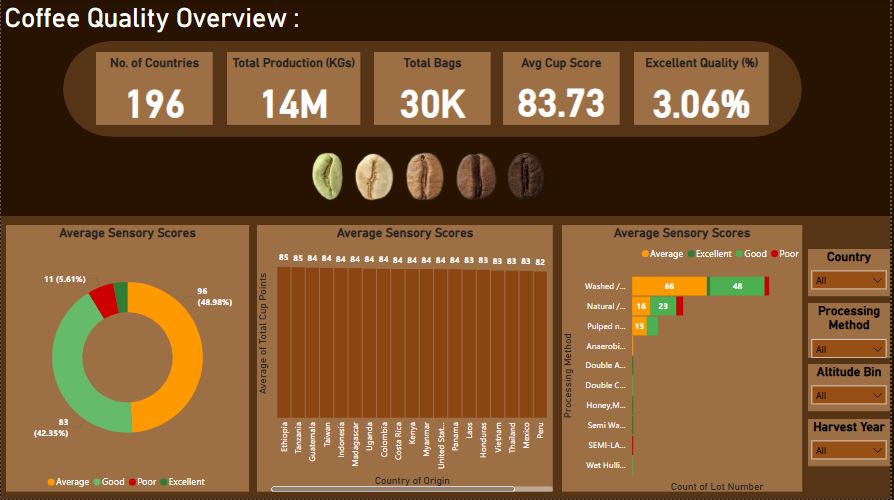 Coffee Quality Overview :
No. of Countries
196
Total Production (KGs)
14M
Total Bags
30K
Avg Cup Score
83.73
Excellent Quality (%)
3.06%
Average Sensory Scores
11 (5.61%)
96
(48.98%)
83
(42.35%)
Average Good Poor Excellent
Average Sensory Scores
Average of Total Cup Points
85 85 84 84 84 84 84 84 84 84 84 84 83 83 83 83 83 82
Ethiopia
Tanzania
Guatemala
Taiwan
Indonesia
Madagascar
Uganda
Colombia
Costa Rica
Kenya
Myanmar
United Stat...
Panama
Laos
Honduras
Vietnam
Thailand
Mexico
Peru
Country of Origin
Average Sensory Scores
Average Excellent Good Poor
Processing Method
Washed /... 66 48
Natural /... 16 23
Pulped n... 13
Anaerobi...
Double A...
Double C...
Honey,M...
Semi Wa...
SEMI-LA...
Wet Hulli...
Count of Lot Number
Country
All
Processing
Method
All
Altitude Bin
All
Harvest Year
All